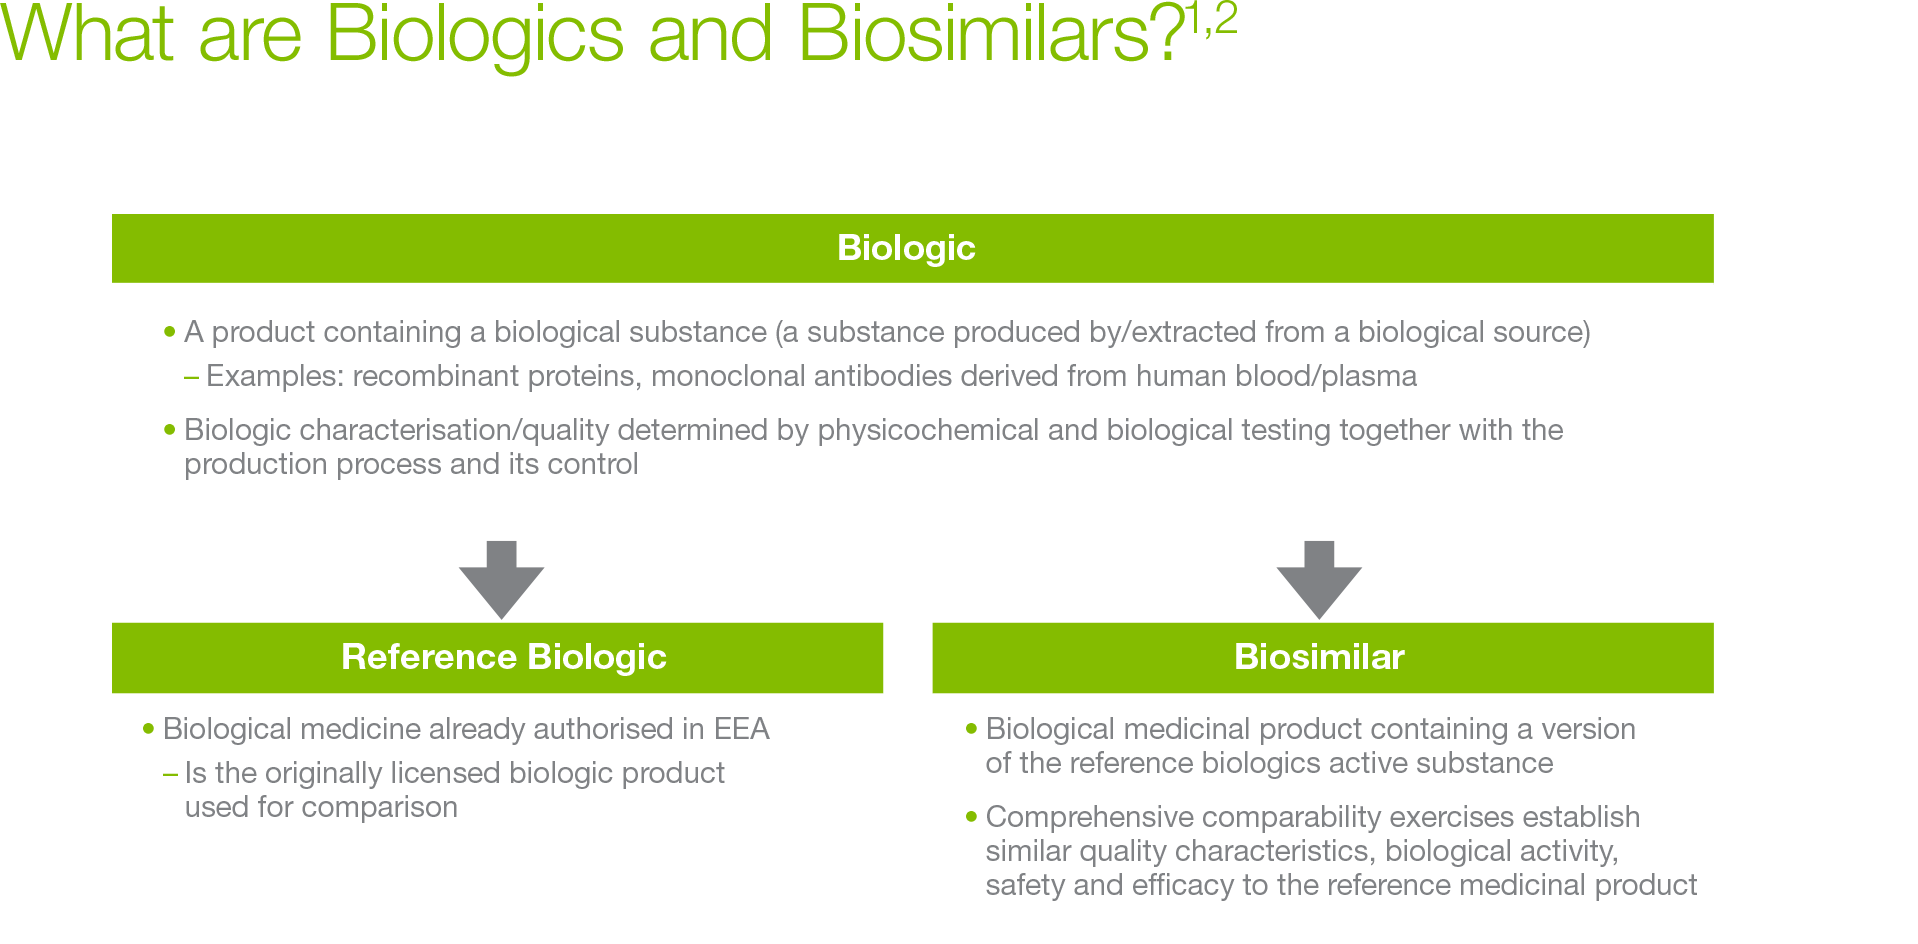 What are Biologics and Biosimilars?1,2
Biologic
• A product containing a biological substance (a substance produced by/extracted from a biological source)
– Examples: recombinant proteins, monoclonal antibodies derived from human blood/plasma
• Biologic characterisation/quality determined by physicochemical and biological testing together with the
production process and its control
Reference Biologic
• Biological medicine already authorised in EEA
– Is the originally licensed biologic product
used for comparison
Biosimilar
• Biological medicinal product containing a version
of the reference biologics active substance
• Comprehensive comparability exercises establish
similar quality characteristics, biological activity,
safety and efficacy to the reference medicinal product